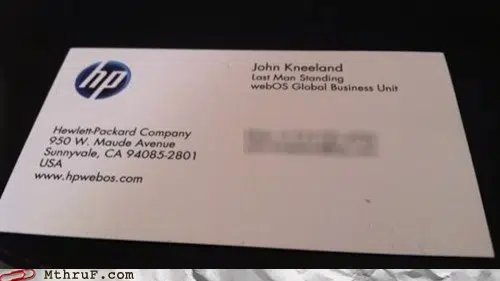 hp
John Kneeland
Last Man Standing
webOS Global Business Unit
Hewlett-Packard Company
950 W. Maude Avenue
Sunnyvale, CA 94085-2801
USA
www.hpwebos.com
MthruF.com